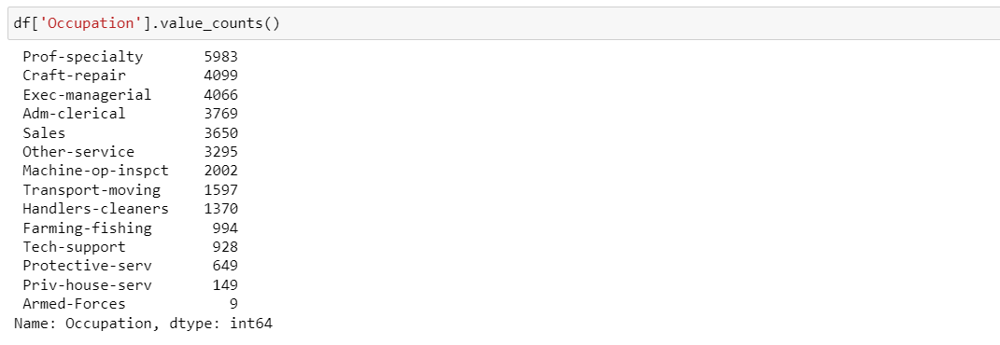 df['Occupation'].value_counts()
Prof-specialty 5983
Craft-repair 4099
Exec-managerial 4066
Adm-clerical 3769
Sales 3650
Other-service 3295
Machine-op-inspct 2002
Transport-moving 1597
Handlers-cleaners 1370
Farming-fishing 994
Tech-support 928
Protective-serv 649
Priv-house-serv 149
Armed-Forces 9
Name: Occupation, dtype: int64